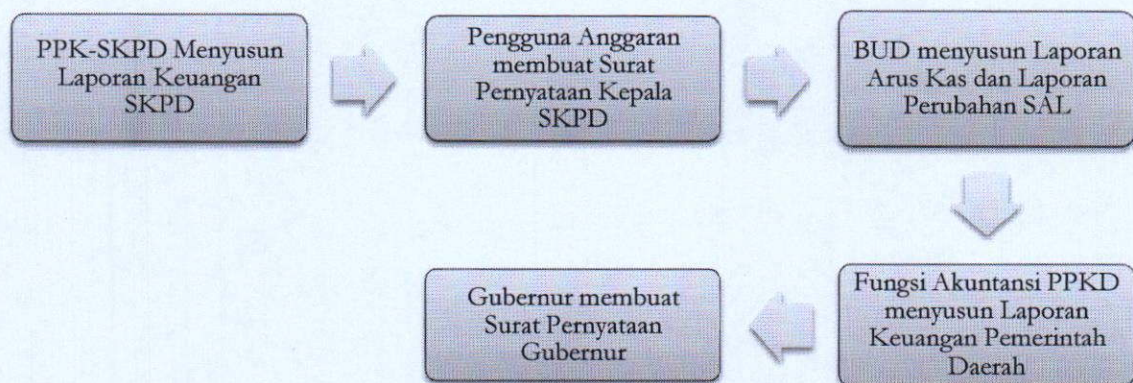 PPK-SKPD Menyusun
Laporan Keuangan
SKPD
Pengguna Anggaran
membuat Surat
Pernyataan Kepala
SKPD
BUD menyusun Laporan
Arus Kas dan Laporan
Perubahan SAL
Fungsi Akuntansi PPKD
menyusun Laporan
Keuangan Pemerintah
Daerah
Gubernur membuat
Surat Pernyataan
Gubernur